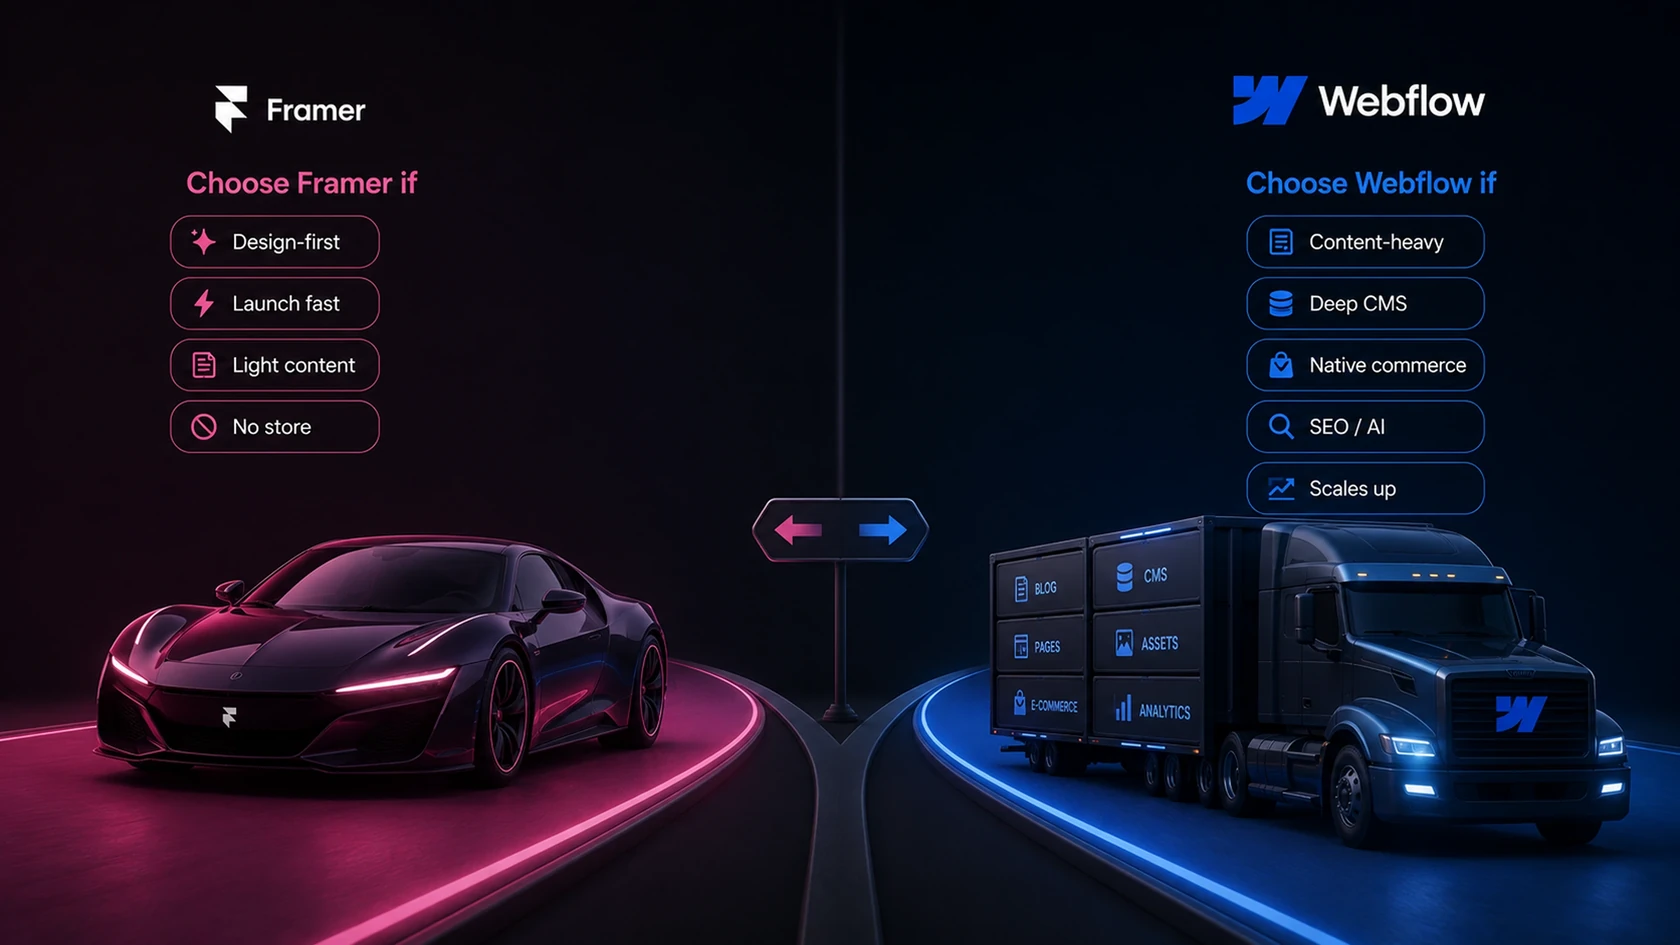 Framer
Choose Framer if
Design-first
Launch fast
Light content
No store
Webflow
Choose Webflow if
Content-heavy
Deep CMS
Native commerce
SEO / AI
Scales up
BLOG
CMS
PAGES
ASSETS
E-COMMERCE
ANALYTICS